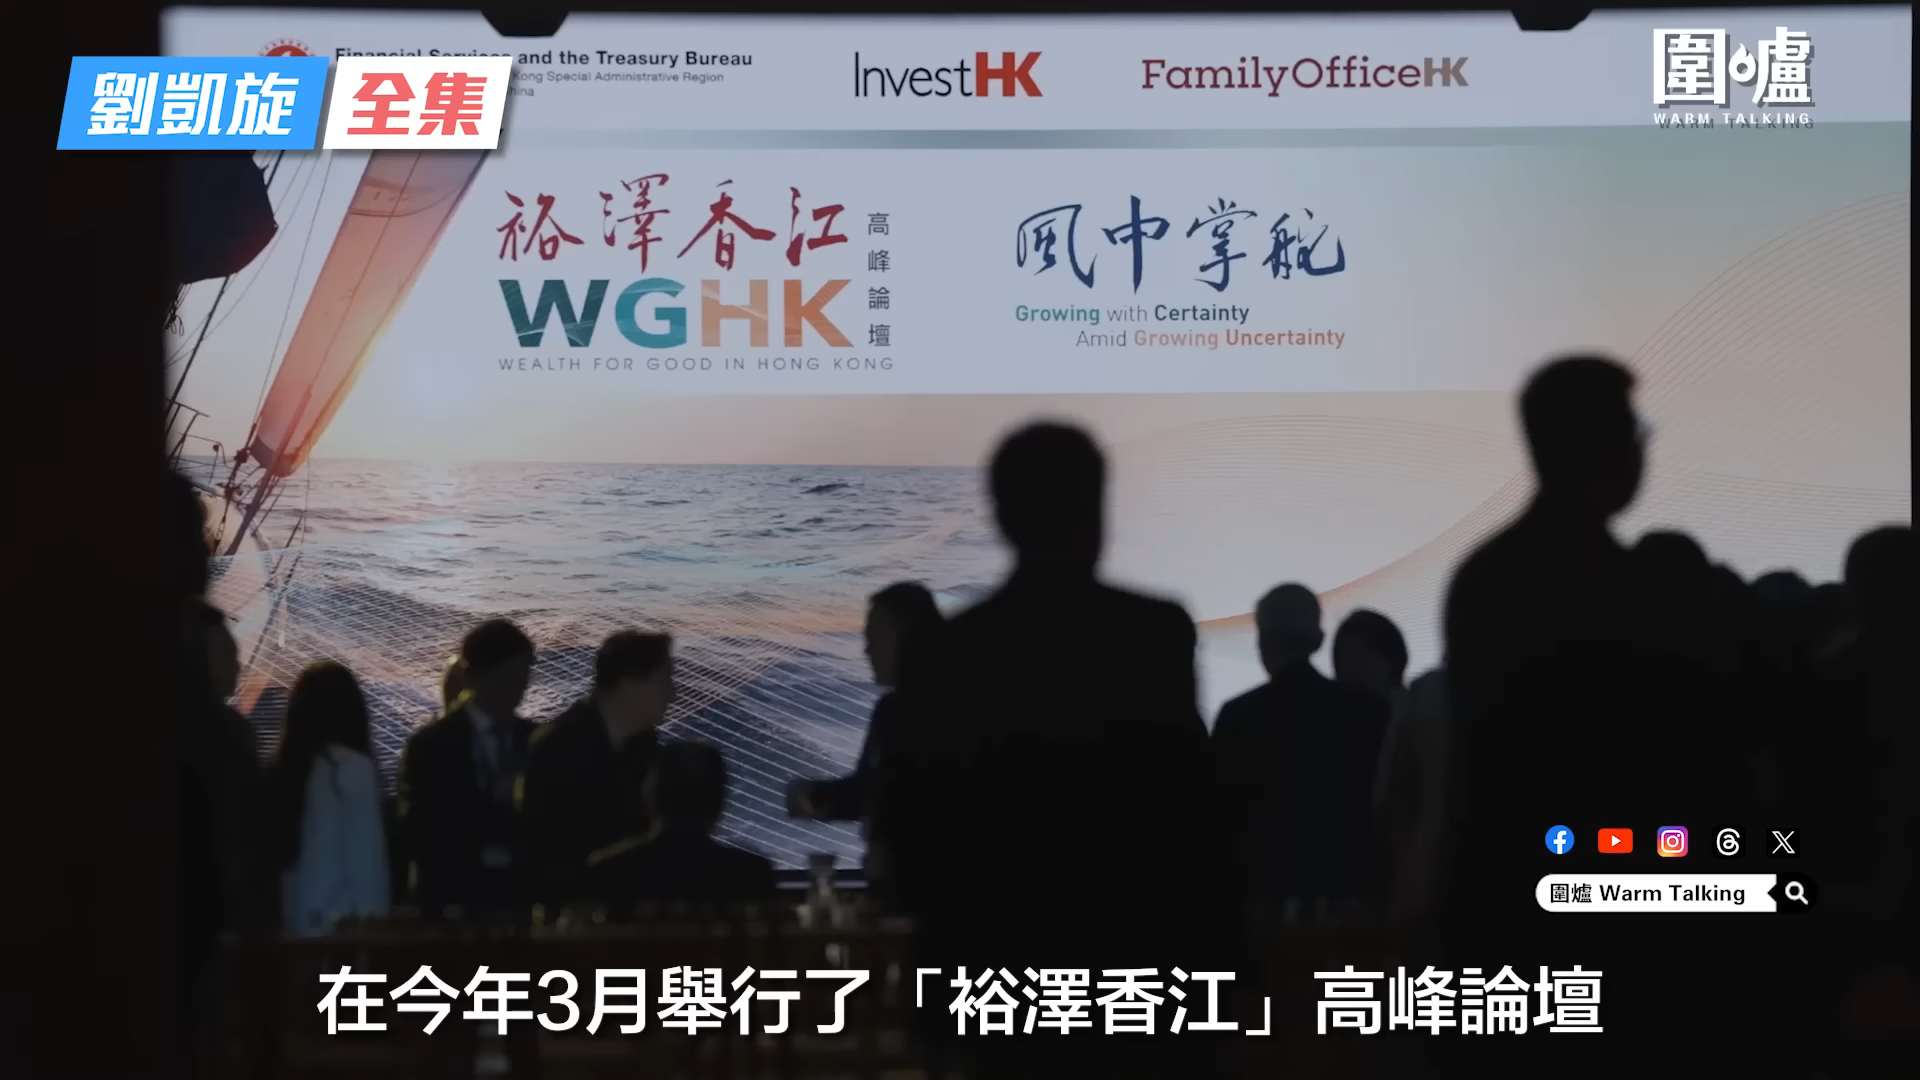 Financial Services and the Treasury Bureau
Kong Special Administrative Region
China
InvestHK
FamilyOfficeHK
圍爐
WARM TALKING
劉凱旋 全集
裕澤香江
高峰論壇
WGHK
WEALTH FOR GOOD IN HONG KONG
風中掌舵
Growing with Certainty
Amid Growing Uncertainty
圍爐 Warm Talking
在今年3月舉行了「裕澤香江」高峰論壇